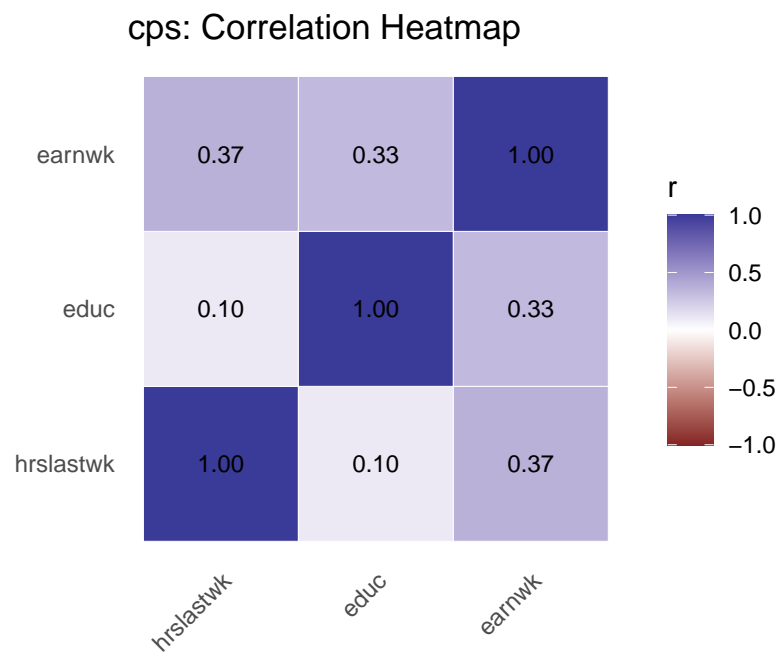 cps: Correlation Heatmap
earnwk
0.37 0.33 1.00
educ
0.10 1.00 0.33
hrslastwk
1.00 0.10 0.37
hrslastwk
educ
earnwk
r
1.0
0.5
0.0
−0.5
−1.0